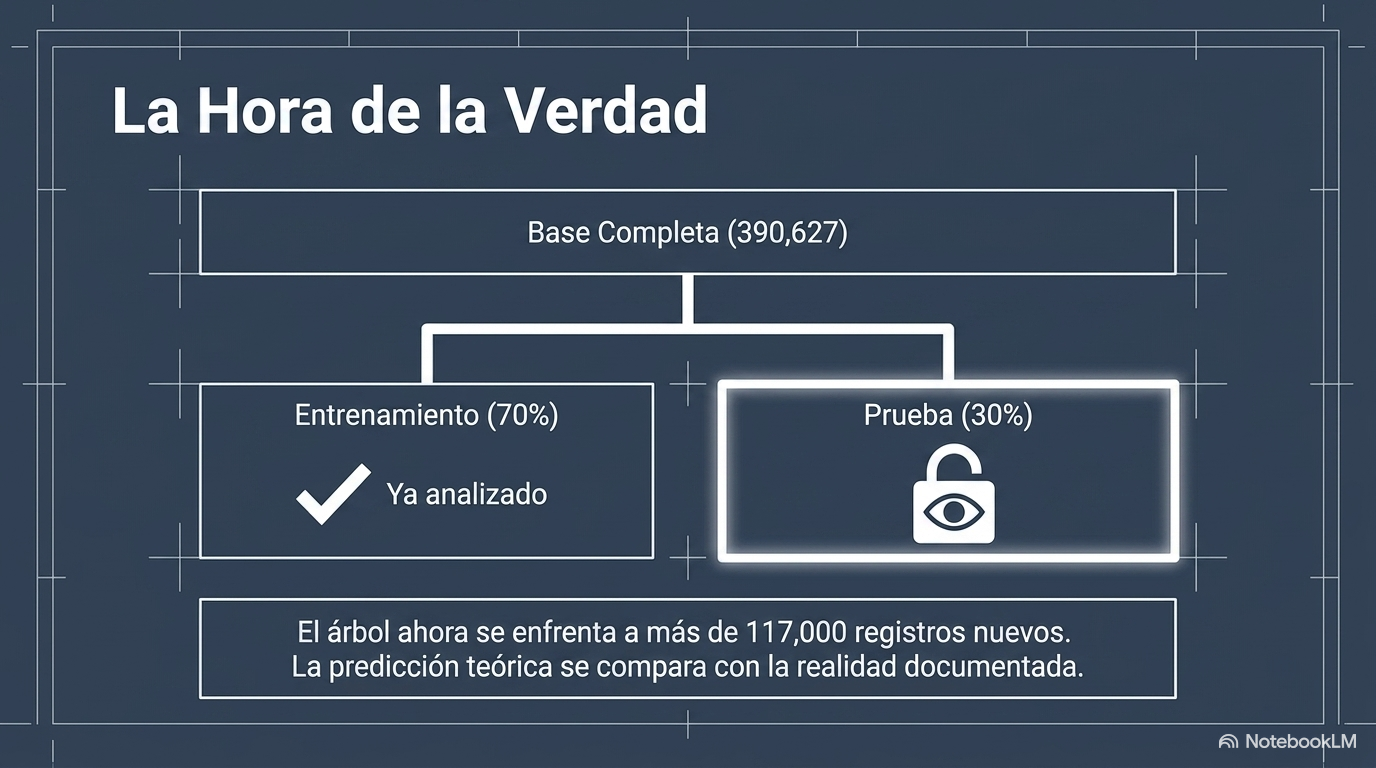 La Hora de la Verdad
Base Completa (390,627)
Entrenamiento (70%)
Ya analizado
Prueba (30%)
El árbol ahora se enfrenta a más de 117,000 registros nuevos.
La predicción teórica se compara con la realidad documentada.
NotebookLM